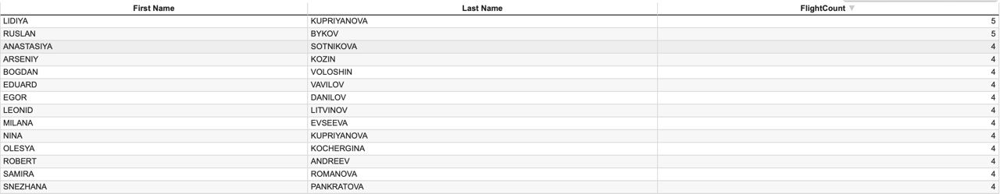 First Name Last Name FlightCount ▼
LIDIYA KUPRIYANOVA 5
RUSLAN BYKOV 5
ANASTASIYA SOTNIKOVA 4
ARSENIY KOZIN 4
BOGDAN VOLOSHIN 4
EDUARD VAVILOV 4
EGOR DANILOV 4
LEONID LITVINOV 4
MILANA EVSEEVA 4
NINA KUPRIYANOVA 4
OLESYA KOCHERGINA 4
ROBERT ANDREEV 4
SAMIRA ROMANOVA 4
SNEZHANA PANKRATOVA 4